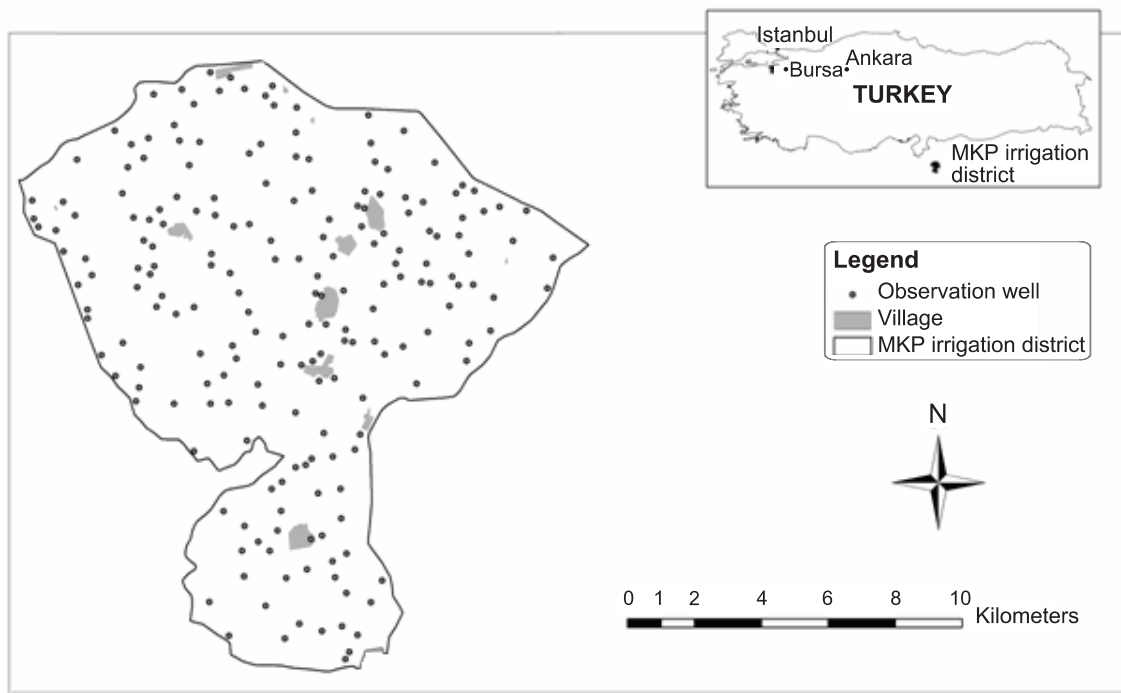 Istanbul
Bursa
Ankara
TURKEY
MKP irrigation
district
Legend
Observation well
Village
MKP irrigation district
N
0 1 2 4 6 8 10
Kilometers